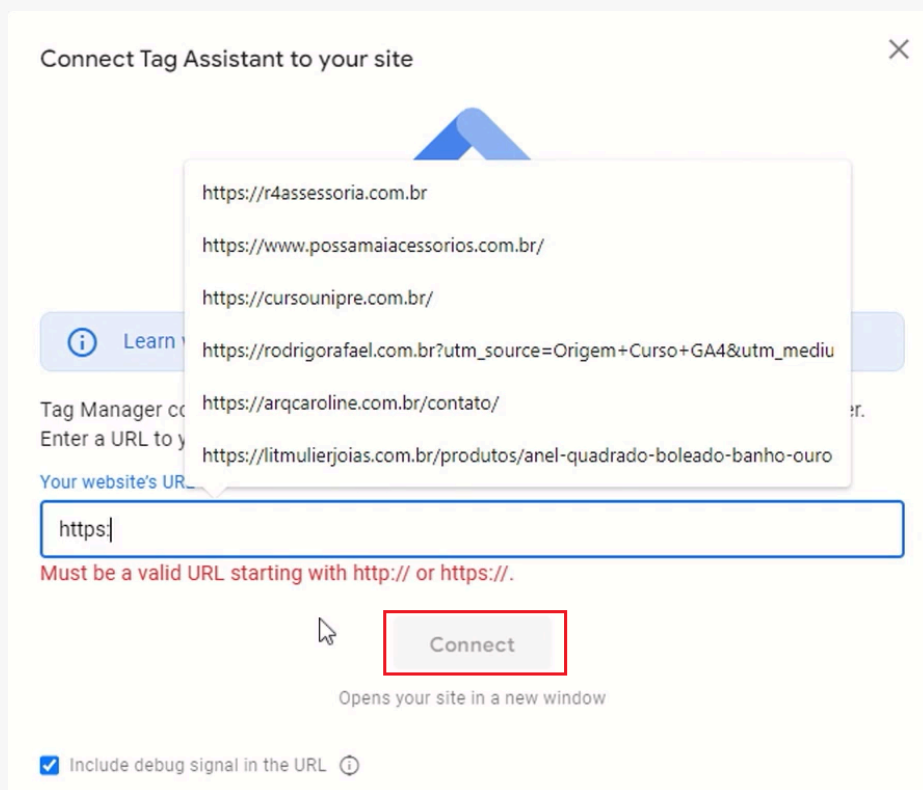 Connect Tag Assistant to your site
https://r4assessoria.com.br
https://www.possamaiacessorios.com.br/
https://cursounipre.com.br/
Learn
https://rodrigorafael.com.br?utm_source=Origem+Curso+GA4&utm_mediu
https://arqcaroline.com.br/contato/
Tag Manager
Enter a URL to
https://litmulierjoias.com.br/produtos/anel-quadrado-boleado-banho-ouro
Your website's URL
https:
Must be a valid URL starting with http:// or https://.
Connect
Opens your site in a new window
Include debug signal in the URL